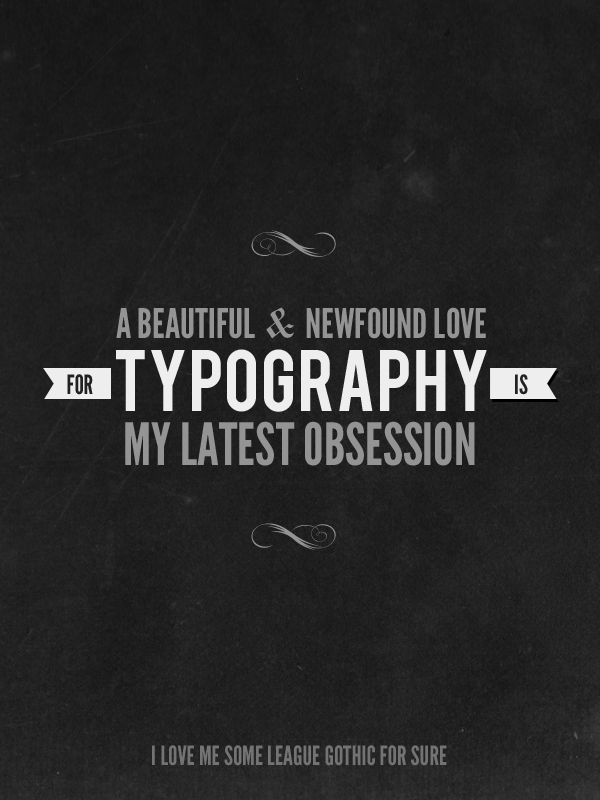 A BEAUTIFUL & NEWFOUND LOVE
FOR TYPOGRAPHY IS
MY LATEST OBSESSION
I LOVE ME SOME LEAGUE GOTHIC FOR SURE